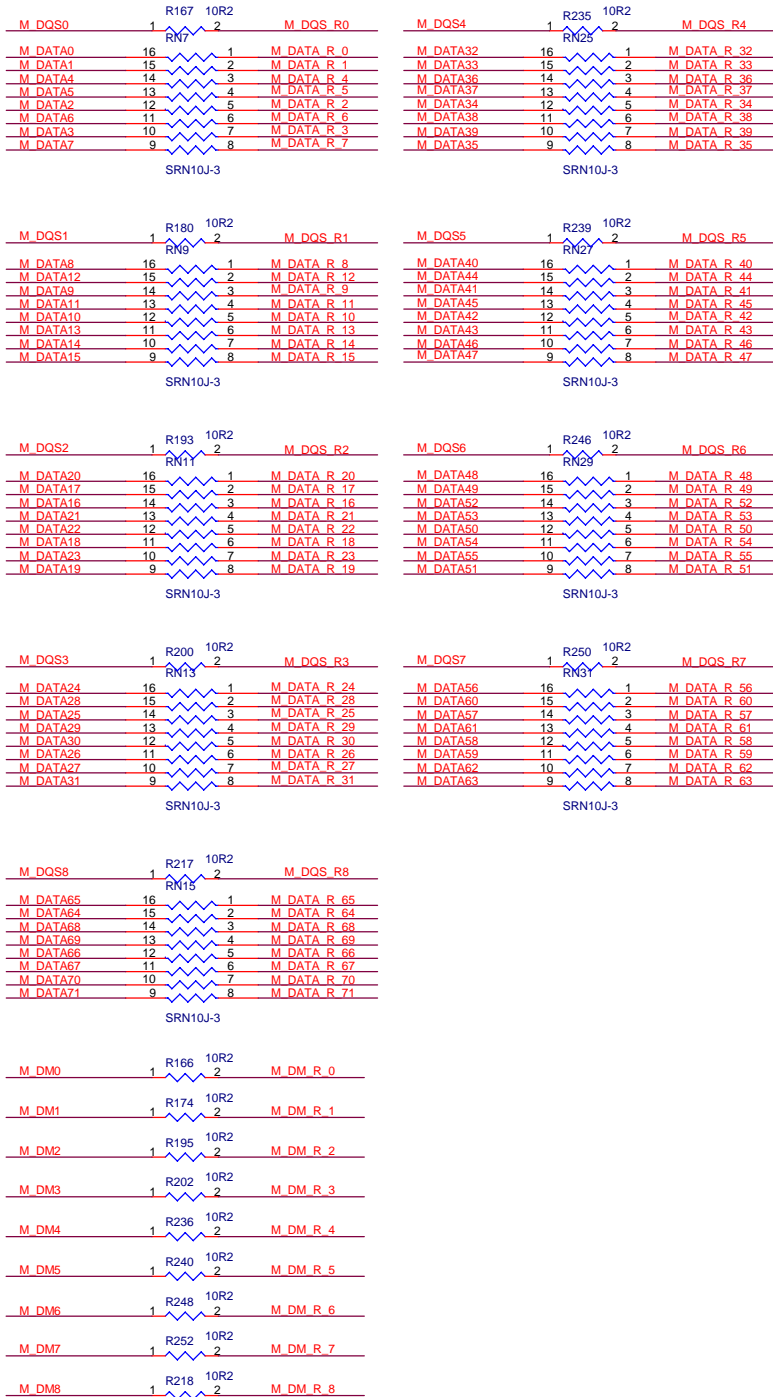 R167 10R2
M_DQS0 1 2 M_DQS_R0
RN7
M_DATA0 16 1 M_DATA_R_0
M_DATA1 15 2 M_DATA_R_1
M_DATA4 14 3 M_DATA_R_4
M_DATA5 13 4 M_DATA_R_5
M_DATA2 12 5 M_DATA_R_2
M_DATA6 11 6 M_DATA_R_6
M_DATA3 10 7 M_DATA_R_3
M_DATA7 9 8 M_DATA_R_7
SRN10J-3
R180 10R2
M_DQS1 1 2 M_DQS_R1
RN9
M_DATA8 16 1 M_DATA_R_8
M_DATA12 15 2 M_DATA_R_12
M_DATA9 14 3 M_DATA_R_9
M_DATA11 13 4 M_DATA_R_11
M_DATA10 12 5 M_DATA_R_10
M_DATA13 11 6 M_DATA_R_13
M_DATA14 10 7 M_DATA_R_14
M_DATA15 9 8 M_DATA_R_15
SRN10J-3
R193 10R2
M_DQS2 1 2 M_DQS_R2
RN11
M_DATA20 16 1 M_DATA_R_20
M_DATA17 15 2 M_DATA_R_17
M_DATA16 14 3 M_DATA_R_16
M_DATA21 13 4 M_DATA_R_21
M_DATA22 12 5 M_DATA_R_22
M_DATA18 11 6 M_DATA_R_18
M_DATA23 10 7 M_DATA_R_23
M_DATA19 9 8 M_DATA_R_19
SRN10J-3
R200 10R2
M_DQS3 1 2 M_DQS_R3
RN13
M_DATA24 16 1 M_DATA_R_24
M_DATA28 15 2 M_DATA_R_28
M_DATA25 14 3 M_DATA_R_25
M_DATA29 13 4 M_DATA_R_29
M_DATA30 12 5 M_DATA_R_30
M_DATA26 11 6 M_DATA_R_26
M_DATA27 10 7 M_DATA_R_27
M_DATA31 9 8 M_DATA_R_31
SRN10J-3
R217 10R2
M_DQS8 1 2 M_DQS_R8
RN15
M_DATA65 16 1 M_DATA_R_65
M_DATA64 15 2 M_DATA_R_64
M_DATA68 14 3 M_DATA_R_68
M_DATA69 13 4 M_DATA_R_69
M_DATA66 12 5 M_DATA_R_66
M_DATA67 11 6 M_DATA_R_67
M_DATA70 10 7 M_DATA_R_70
M_DATA71 9 8 M_DATA_R_71
SRN10J-3
R166 10R2
M_DM0 1 2 M_DM_R_0
R174 10R2
M_DM1 1 2 M_DM_R_1
R195 10R2
M_DM2 1 2 M_DM_R_2
R202 10R2
M_DM3 1 2 M_DM_R_3
R236 10R2
M_DM4 1 2 M_DM_R_4
R240 10R2
M_DM5 1 2 M_DM_R_5
R248 10R2
M_DM6 1 2 M_DM_R_6
R252 10R2
M_DM7 1 2 M_DM_R_7
R218 10R2
M_DM8 1 2 M_DM_R_8
R235 10R2
M_DQS4 1 2 M_DQS_R4
RN25
M_DATA32 16 1 M_DATA_R_32
M_DATA33 15 2 M_DATA_R_33
M_DATA36 14 3 M_DATA_R_36
M_DATA37 13 4 M_DATA_R_37
M_DATA34 12 5 M_DATA_R_34
M_DATA38 11 6 M_DATA_R_38
M_DATA39 10 7 M_DATA_R_39
M_DATA35 9 8 M_DATA_R_35
SRN10J-3
R239 10R2
M_DQS5 1 2 M_DQS_R5
RN27
M_DATA40 16 1 M_DATA_R_40
M_DATA44 15 2 M_DATA_R_44
M_DATA41 14 3 M_DATA_R_41
M_DATA45 13 4 M_DATA_R_45
M_DATA42 12 5 M_DATA_R_42
M_DATA43 11 6 M_DATA_R_43
M_DATA46 10 7 M_DATA_R_46
M_DATA47 9 8 M_DATA_R_47
SRN10J-3
R246 10R2
M_DQS6 1 2 M_DQS_R6
RN29
M_DATA48 16 1 M_DATA_R_48
M_DATA49 15 2 M_DATA_R_49
M_DATA52 14 3 M_DATA_R_52
M_DATA53 13 4 M_DATA_R_53
M_DATA50 12 5 M_DATA_R_50
M_DATA54 11 6 M_DATA_R_54
M_DATA55 10 7 M_DATA_R_55
M_DATA51 9 8 M_DATA_R_51
SRN10J-3
R250 10R2
M_DQS7 1 2 M_DQS_R7
RN31
M_DATA56 16 1 M_DATA_R_56
M_DATA60 15 2 M_DATA_R_60
M_DATA57 14 3 M_DATA_R_57
M_DATA61 13 4 M_DATA_R_61
M_DATA58 12 5 M_DATA_R_58
M_DATA59 11 6 M_DATA_R_59
M_DATA62 10 7 M_DATA_R_62
M_DATA63 9 8 M_DATA_R_63
SRN10J-3